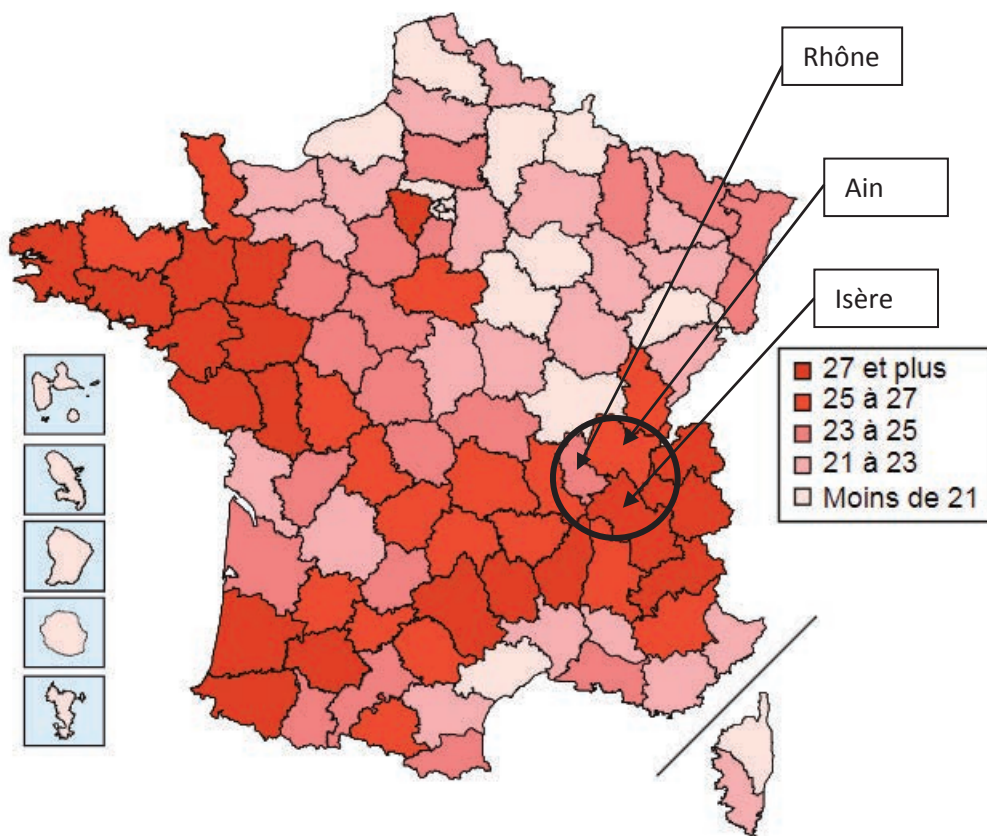 Rhône
Ain
Isère
27 et plus
25 à 27
23 à 25
21 à 23
Moins de 21